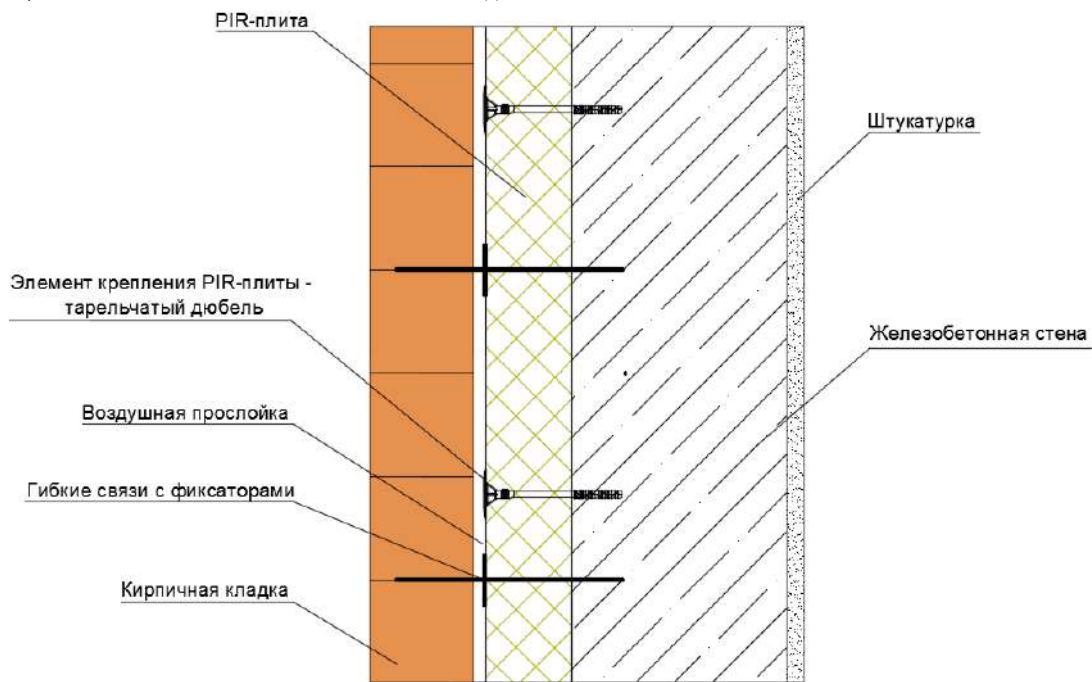 PIR-плита
Штукатурка
Элемент крепления PIR-плиты -
тарельчатый дюбель
Железобетонная стена
Воздушная прослойка
Гибкие связи с фиксаторами
Кирпичная кладка